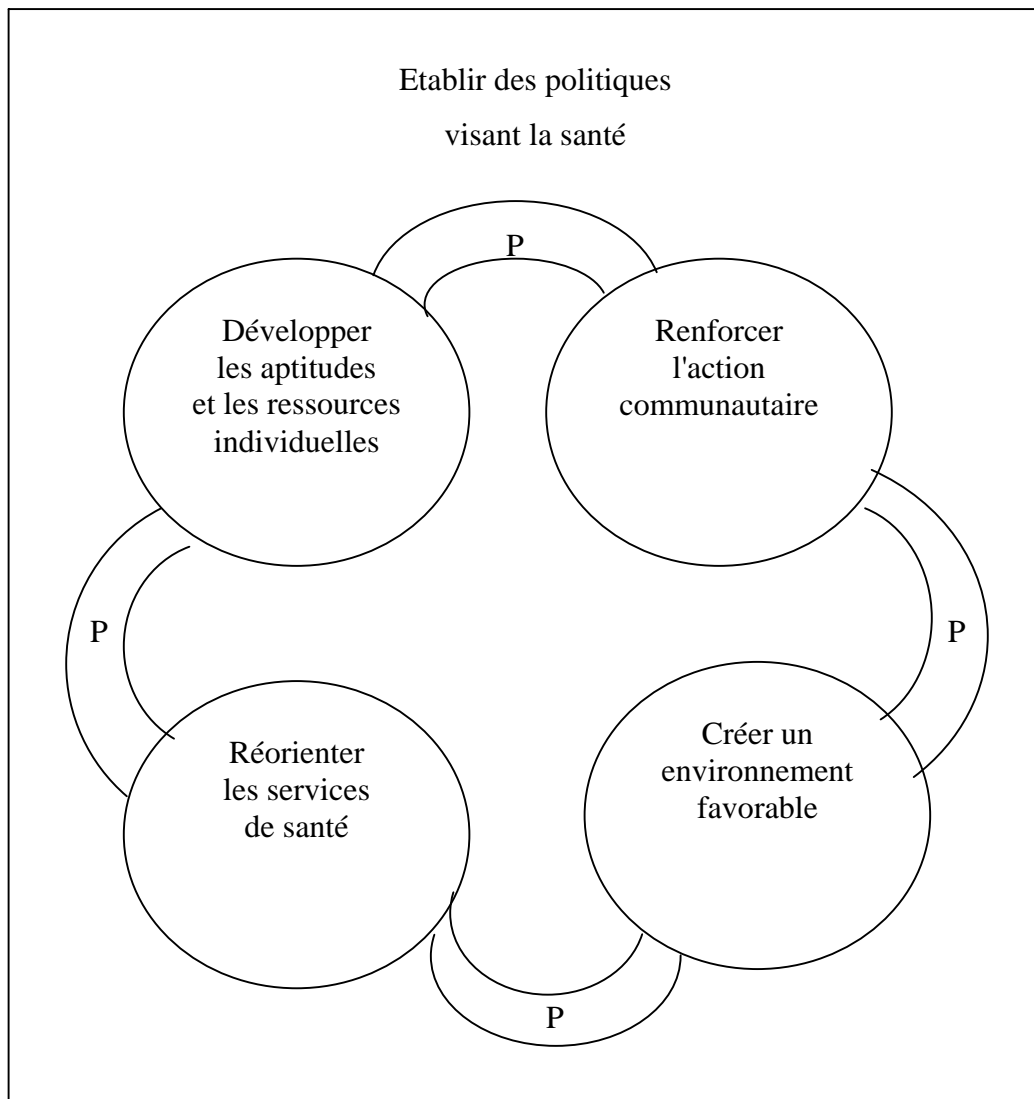 Etablir des politiques
visant la santé
P
Développer
les aptitudes
et les ressources
individuelles
Renforcer
l'action
communautaire
P
P
Réorienter
les services
de santé
Créer un
environnement
favorable
P